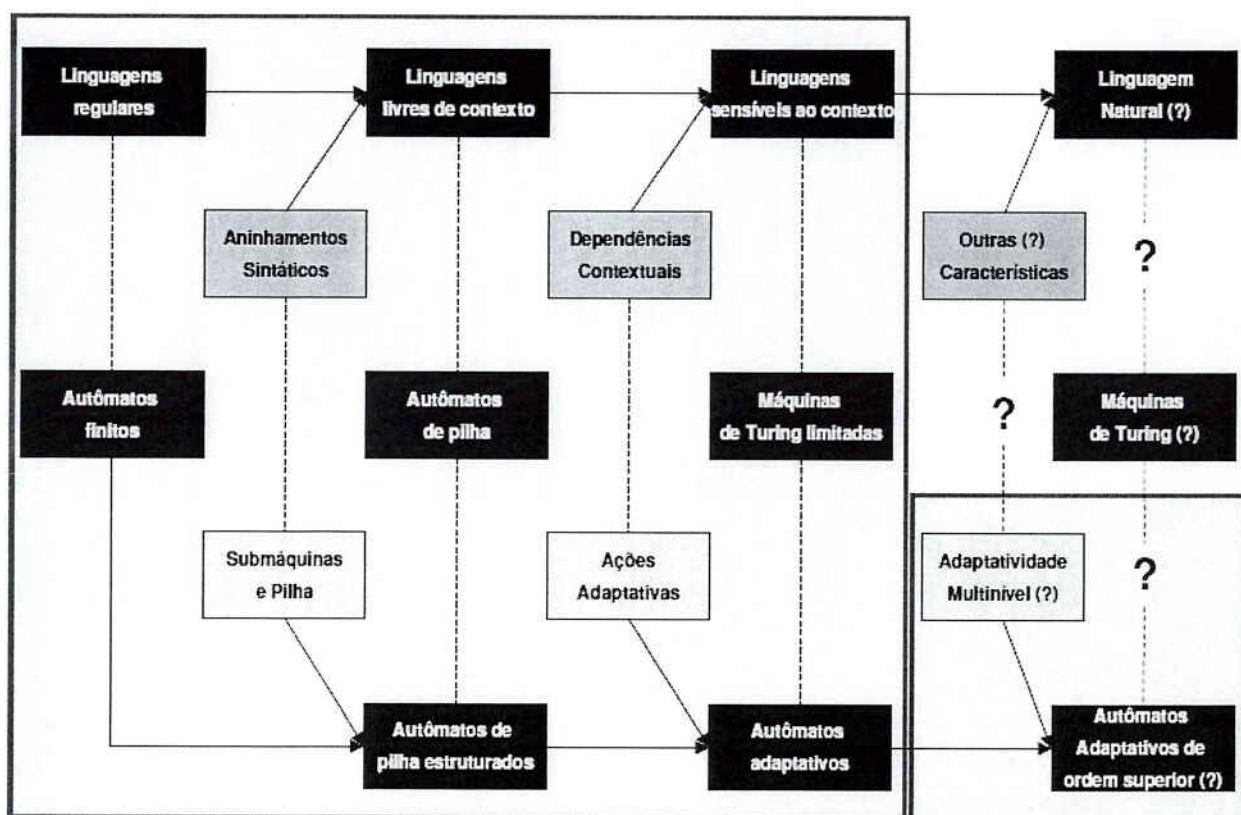 Linguagens
regulares
Linguagens
livres de contexto
Linguagens
sensíveis ao contexto
Linguagem
Natural (?)
Aninhamentos
Sintáticos
Dependências
Contextuais
Outras (?)
Características
?
Autômatos
finitos
Autômatos
de pilha
Máquinas
de Turing limitadas
?
Máquinas
de Turing (?)
Submáquinas
e Pilha
Ações
Adaptativas
Adaptatividade
Multinível (?)
?
Autômatos de
pilha estruturados
Autômatos
adaptativos
Autômatos
Adaptativos de
ordem superior (?)